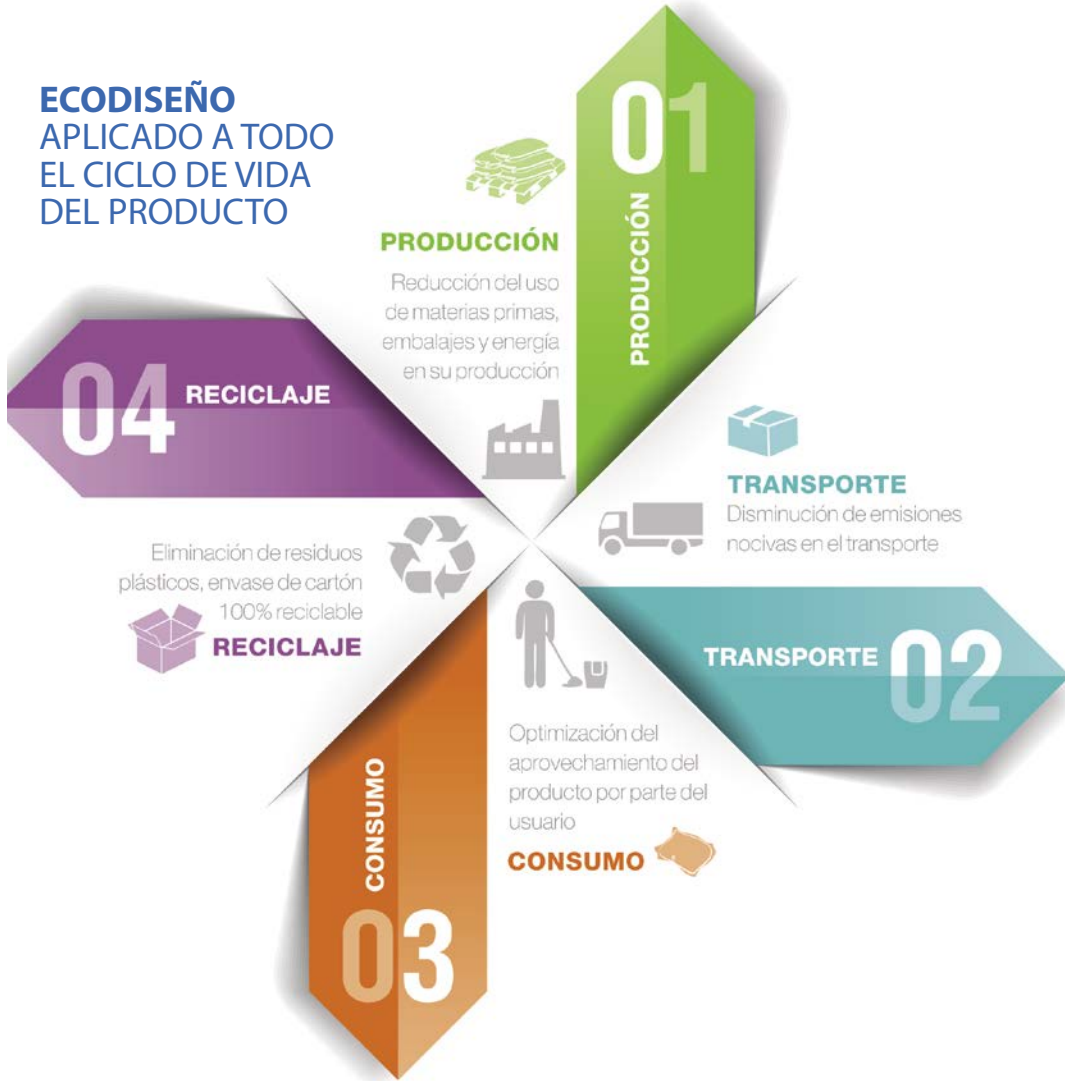 ECODISEÑO
APLICADO A TODO
EL CICLO DE VIDA
DEL PRODUCTO
01
PRODUCCIÓN
PRODUCCIÓN
Reducción del uso
de materias primas,
embalajes y energía
en su producción
TRANSPORTE
Disminución de emisiones
nocivas en el transporte
TRANSPORTE 02
Optimización del
aprovechamiento del
producto por parte del
usuario
CONSUMO
CONSUMO
03
04 RECICLAJE
Eliminación de residuos
plásticos, envase de cartón
100% reciclable
RECICLAJE